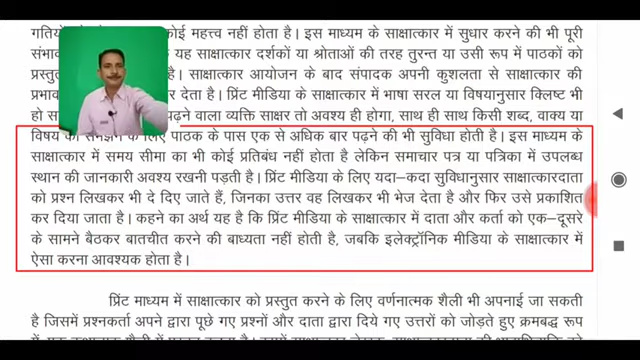 गतियों कोई महत्त्व नहीं होता है। इस माध्यम के साक्षात्कार में सुधार करने की भी पूरी
संभाव यह साक्षात्कार दर्शकों या श्रोताओं की तरह तुरन्त या उसी रूप में पाठकों को
प्रस्तु है। साक्षात्कार आयोजन के बाद संपादक अपनी कुशलता से साक्षात्कार की
प्रभाव कर देता है। प्रिंट मीडिया के साक्षात्कार में भाषा सरल या विषयानुसार क्लिष्ट भी
हो स पढ़ने वाला व्यक्ति साक्षर तो अवश्य ही होगा, साथ ही साथ किसी शब्द, वाक्य या
विषय को समझने के लिए पाठक के पास एक से अधिक बार पढ़ने की भी सुविधा होती है। इस माध्यम के
साक्षात्कार में समय सीमा का भी कोई प्रतिबंध नहीं होता है लेकिन समाचार पत्र या पत्रिका में उपलब्ध
स्थान की जानकारी अवश्य रखनी पड़ती है। प्रिंट मीडिया के लिए यदा–कदा सुविधानुसार साक्षात्कारदाता
को प्रश्न लिखकर भी दे दिए जाते हैं, जिनका उत्तर वह लिखकर भी भेज देता है और फिर उसे प्रकाशित
कर दिया जाता है। कहने का अर्थ यह है कि प्रिंट मीडिया के साक्षात्कार में दाता और कर्ता को एक–दूसरे
के सामने बैठकर बातचीत करने की बाध्यता नहीं होती है, जबकि इलेक्ट्रॉनिक मीडिया के साक्षात्कार में
ऐसा करना आवश्यक होता है।
प्रिंट माध्यम में साक्षात्कार को प्रस्तुत करने के लिए वर्णनात्मक शैली भी अपनाई जा सकती
है जिसमें प्रश्नकर्ता अपने द्वारा पूछे गए प्रश्नों और दाता द्वारा दिये गए उत्तरों को जोड़ते हुए क्रमबद्ध रूप